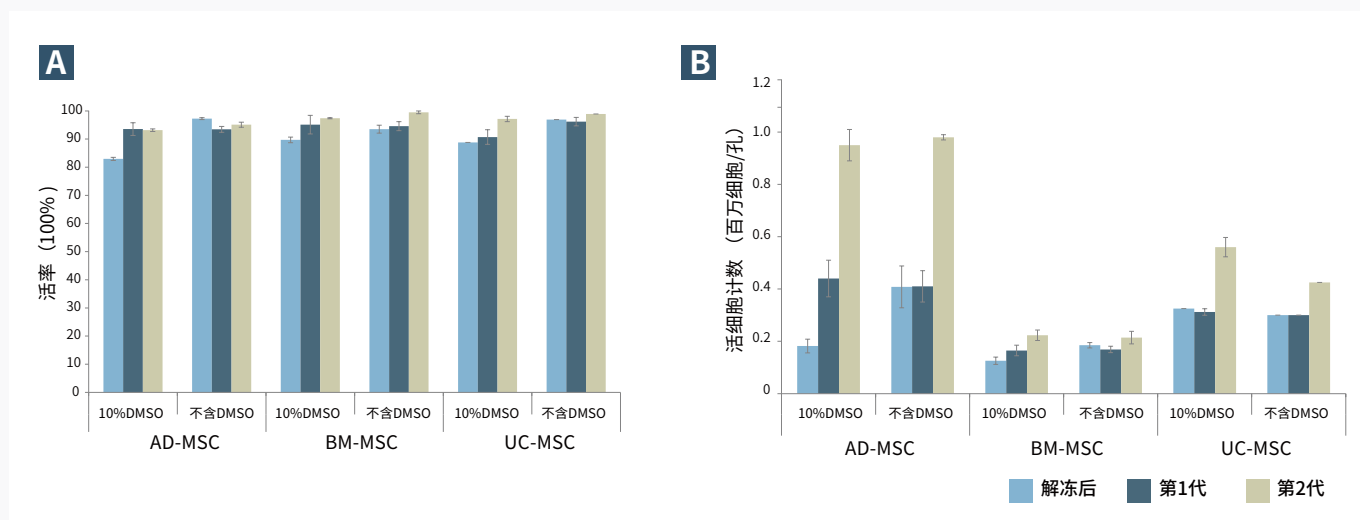 A
活率（100%）
100
90
80
70
60
50
40
30
20
10
0
10%DMSO 不含DMSO 10%DMSO 不含DMSO 10%DMSO 不含DMSO
AD-MSC BM-MSC UC-MSC
B
活细胞计数 （百万细胞/孔）
1.2
1.0
0.8
0.6
0.4
0.2
0
10%DMSO 不含DMSO 10%DMSO 不含DMSO 10%DMSO 不含DMSO
AD-MSC BM-MSC UC-MSC
解冻后 第1代 第2代